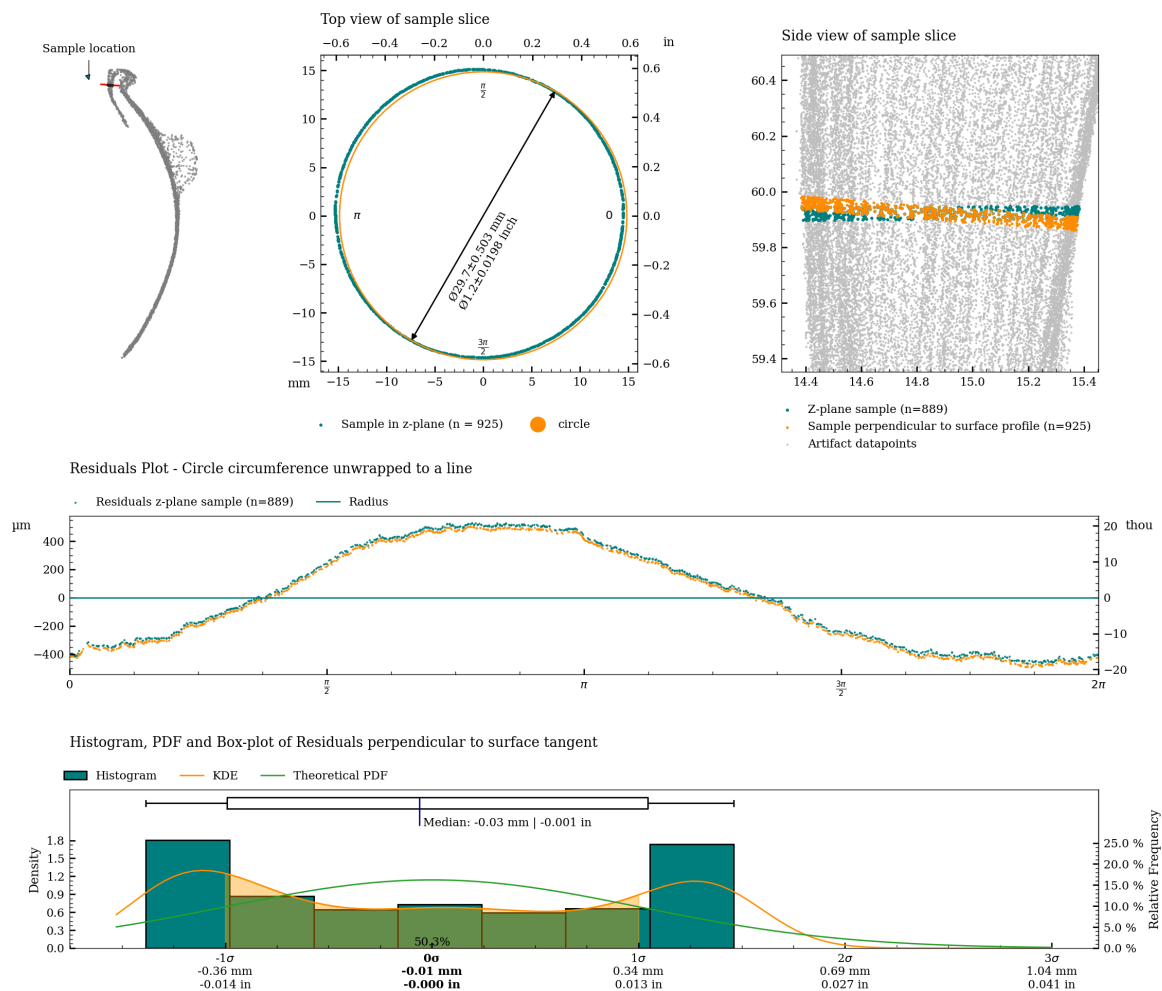 Sample location
Top view of sample slice
−0.6 −0.4 −0.2 0.0 0.2 0.4 0.6 in
15
10
5
0
−5
−10
−15
mm
−15 −10 −5 0 5 10 15
0.6
0.4
0.2
0.0
−0.2
−0.4
−0.6
π/2
π
0
3π/2
Ø29.7±0.503 mm
Ø1.2±0.0198 inch
Sample in z-plane (n = 925)
circle
Side view of sample slice
60.4
60.2
60.0
59.8
59.6
59.4
14.4 14.6 14.8 15.0 15.2 15.4
Z-plane sample (n=889)
Sample perpendicular to surface profile (n=925)
Artifact datapoints
Residuals Plot - Circle circumference unwrapped to a line
Residuals z-plane sample (n=889)
Radius
µm
400
200
0
−200
−400
20 thou
10
0
−10
−20
0 π/2 π 3π/2 2π
Histogram, PDF and Box-plot of Residuals perpendicular to surface tangent
Histogram
KDE
Theoretical PDF
Median: -0.03 mm | -0.001 in
Density
1.8
1.5
1.2
0.9
0.6
0.3
0.0
25.0 %
20.0 %
15.0 %
10.0 %
5.0 %
0.0 %
Relative Frequency
50.3%
-1σ 0σ 1σ 2σ 3σ
-0.36 mm -0.01 mm 0.34 mm 0.69 mm 1.04 mm
-0.014 in -0.000 in 0.013 in 0.027 in 0.041 in